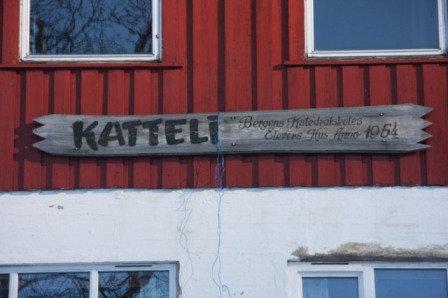 KATTELI
"Bergens Katedralskoles
Elevers Hus Anno 1954"